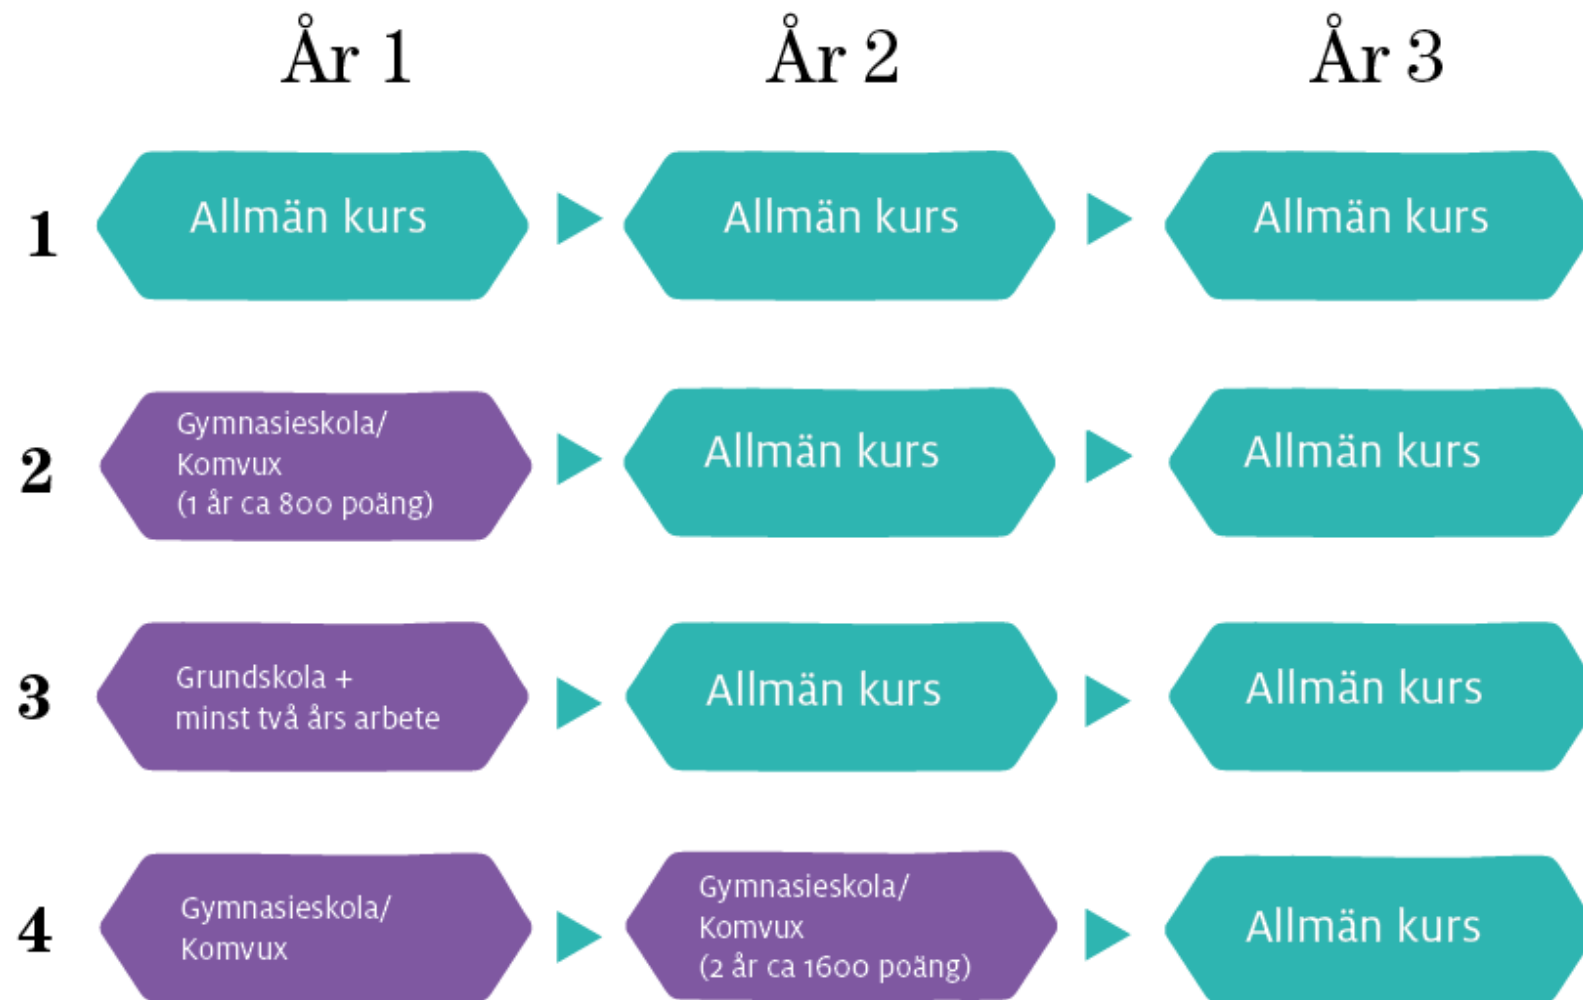 År 1
År 2
År 3
1
Allmän kurs
Allmän kurs
Allmän kurs
2
Gymnasieskola/
Komvux
(1 år ca 800 poäng)
Allmän kurs
Allmän kurs
3
Grundskola +
minst två års arbete
Allmän kurs
Allmän kurs
4
Gymnasieskola/
Komvux
Gymnasieskola/
Komvux
(2 år ca 1600 poäng)
Allmän kurs